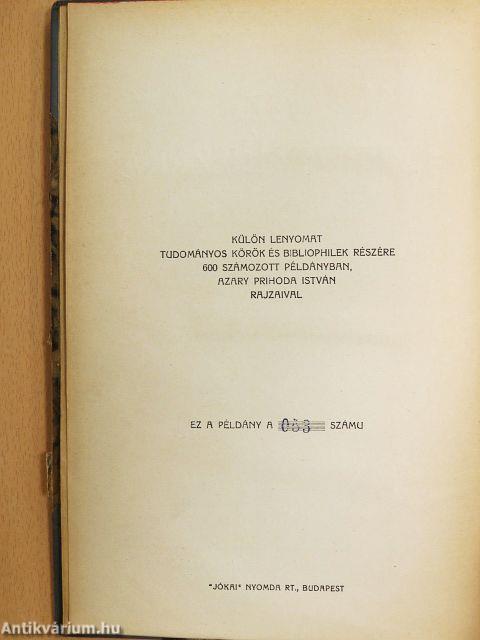 KÜLÖN LENYOMAT
TUDOMÁNYOS KÖRÖK ÉS BIBLIOPHILEK RÉSZÉRE
600 SZÁMOZOTT PÉLDÁNYBAN,
AZARY PRIHODA ISTVÁN
RAJZAIVAL
EZ A PÉLDÁNY A SZÁMU
"JÓKAI" NYOMDA RT., BUDAPEST
Antikvárium.hu